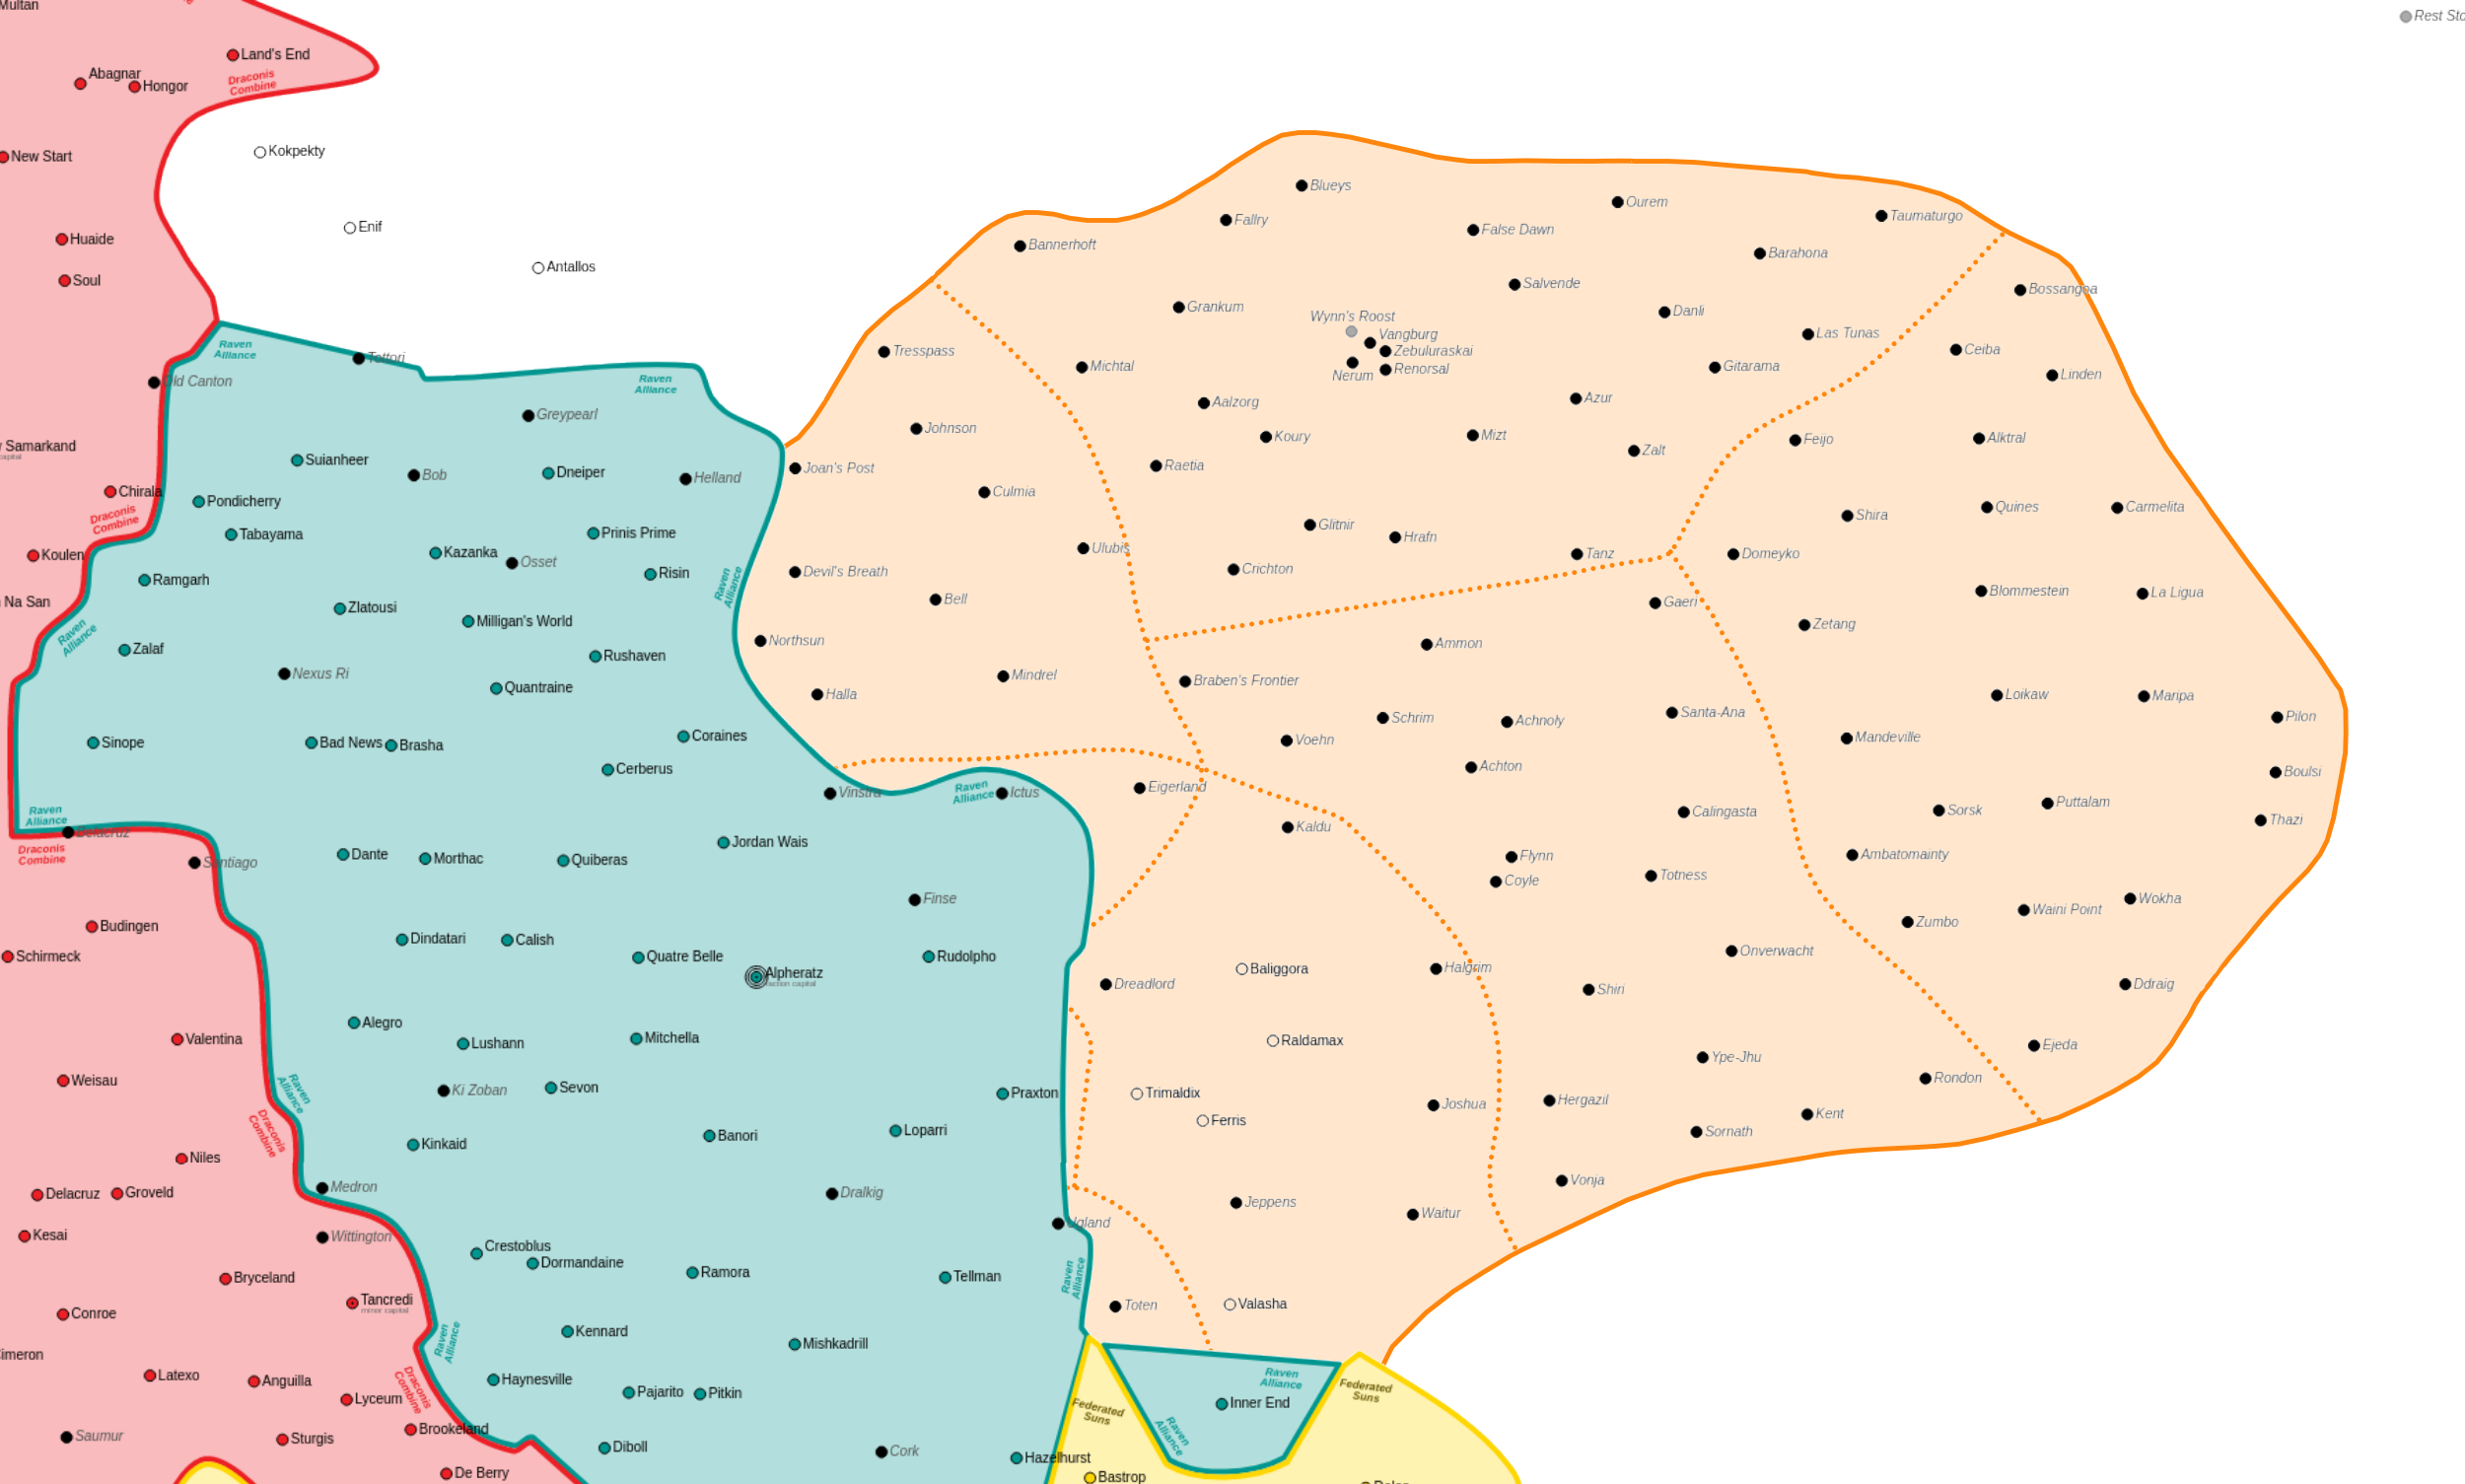 Multan
Rest Sto
Land's End
Abagnar
Hongor
Draconis
Combine
Kokpekty
New Start
Blueys
Ourem
Fallry
Taumaturgo
Enif
False Dawn
Huaide
Bannerhoft
Barahona
Antallos
Soul
Salvende
Bossangoa
Grankum
Danli
Wynn's Roost
Vangburg
Las Tunas
Raven
Alliance
Zebuluraskai
Tresspass
Ceiba
Tottori
Michtal
Renorsal
Gitarama
Nerum
Linden
Old Canton
Raven
Alliance
Azur
Aalzorg
Greypearl
Johnson
Koury
Mizt
Feijo
Alktral
Samarkand
capital
Zalt
Suianheer
Raetia
Joan's Post
Dneiper
Bob
Helland
Chirala
Culmia
Pondicherry
Quines
Carmelita
Shira
Draconis
Combine
Glitnir
Tabayama
Prinis Prime
Hrafn
Ulubis
Kazanka
Koulen
Tanz
Domeyko
Osset
Crichton
Risin
Devil's Breath
Ramgarh
Raven
Alliance
Blommestein
La Ligua
Bell
Na San
Gaeri
Zlatousi
Milligan's World
Zetang
Raven
Alliance
Northsun
Ammon
Zalaf
Rushaven
Nexus Ri
Mindrel
Braben's Frontier
Quantraine
Halla
Loikaw
Maripa
Santa-Ana
Schrim
Achnoly
Pilon
Coraines
Mandeville
Voehn
Sinope
Bad News
Brasha
Achton
Cerberus
Boulsi
Eigerland
Vinstra
Raven
Alliance
Ictus
Puttalam
Sorsk
Calingasta
Raven
Alliance
Thazi
Kaldu
Delacruz
Jordan Wais
Draconis
Combine
Dante
Morthac
Quiberas
Santiago
Flynn
Ambatomainty
Totness
Coyle
Finse
Wokha
Waini Point
Zumbo
Budingen
Dindatari
Calish
Onverwacht
Schirmeck
Quatre Belle
Rudolpho
Baliggora
Halgrim
Alpheratz
faction capital
Dreadlord
Ddraig
Shiri
Alegro
Valentina
Mitchella
Raldamax
Lushann
Ejeda
Ype-Jhu
Weisau
Rondon
Raven
Alliance
Ki Zoban
Sevon
Praxton
Trimaldix
Hergazil
Joshua
Kent
Ferris
Draconis
Combine
Banori
Loparri
Sornath
Kinkaid
Niles
Vonja
Medron
Delacruz
Groveld
Dralkig
Jeppens
Waitur
Ugland
Kesai
Wittington
Crestoblus
Dormandaine
Ramora
Tellman
Raven
Alliance
Bryceland
Tancredi
minor capital
Toten
Valasha
Conroe
Kennard
Raven
Alliance
Mishkadrill
Cimeron
Latexo
Anguilla
Haynesville
Raven
Alliance
Draconis
Combine
Pajarito
Pitkin
Federated
Suns
Lyceum
Inner End
Federated
Suns
Brookeland
Raven
Alliance
Saumur
Sturgis
Diboll
Cork
Hazelhurst
De Berry
Bastrop